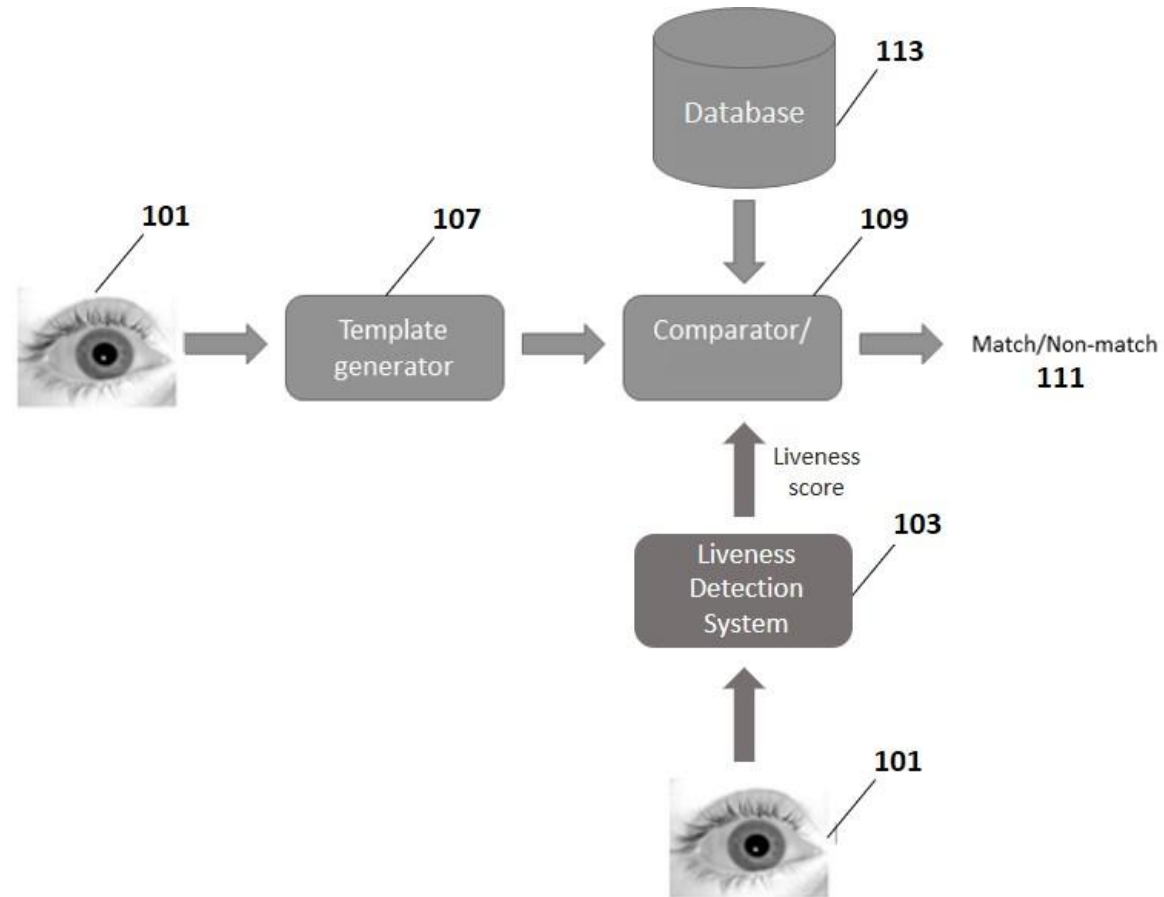 113
Database
101
107
109
Template
generator
Comparator/
Match/Non-match
111
Liveness
score
103
Liveness
Detection
System
101